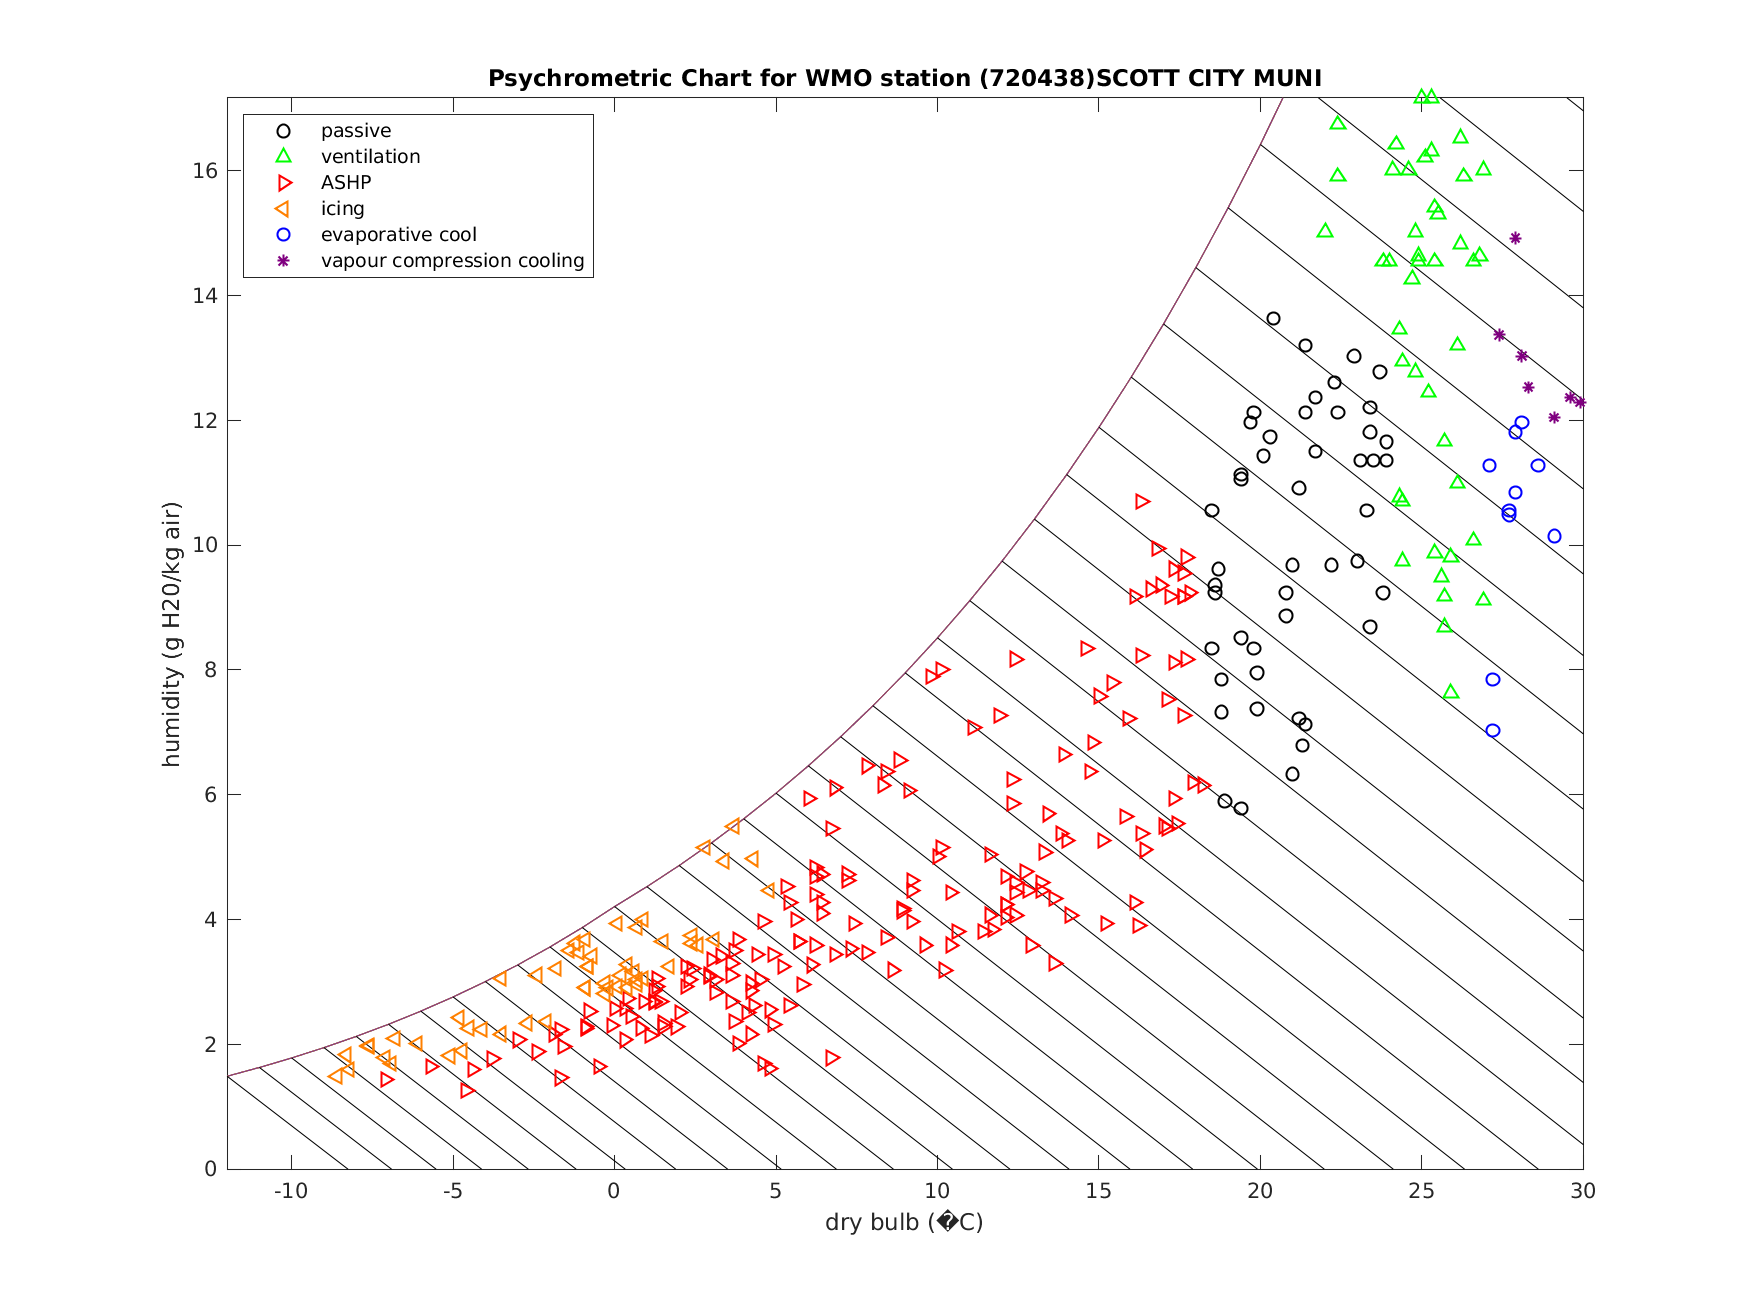 Psychrometric Chart for WMO station (720438)SCOTT CITY MUNI
passive
ventilation
ASHP
icing
evaporative cool
vapour compression cooling
humidity (g H20/kg air)
16
14
12
10
8
6
4
2
0
-10 -5 0 5 10 15 20 25 30
dry bulb (�C)